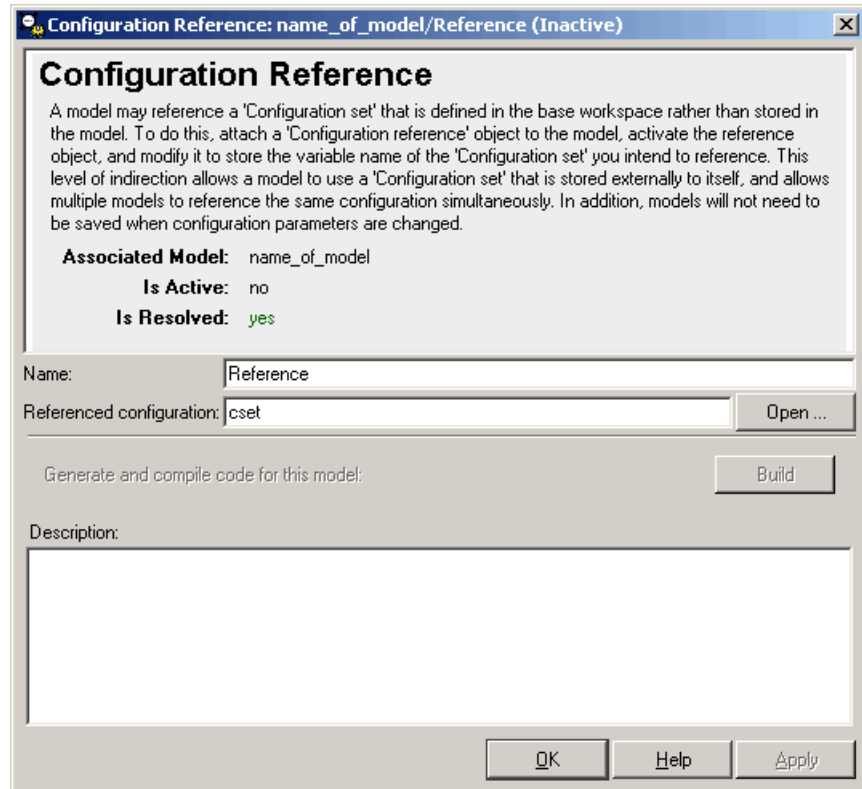 Configuration Reference: name_of_model/Reference (Inactive)
Configuration Reference
A model may reference a 'Configuration set' that is defined in the base workspace rather than stored in
the model. To do this, attach a 'Configuration reference' object to the model, activate the reference
object, and modify it to store the variable name of the 'Configuration set' you intend to reference. This
level of indirection allows a model to use a 'Configuration set' that is stored externally to itself, and allows
multiple models to reference the same configuration simultaneously. In addition, models will not need to
be saved when configuration parameters are changed.
Associated Model: name_of_model
Is Active: no
Is Resolved: yes
Name: Reference
Referenced configuration: cset Open ...
Generate and compile code for this model: Build
Description:
OK Help Apply